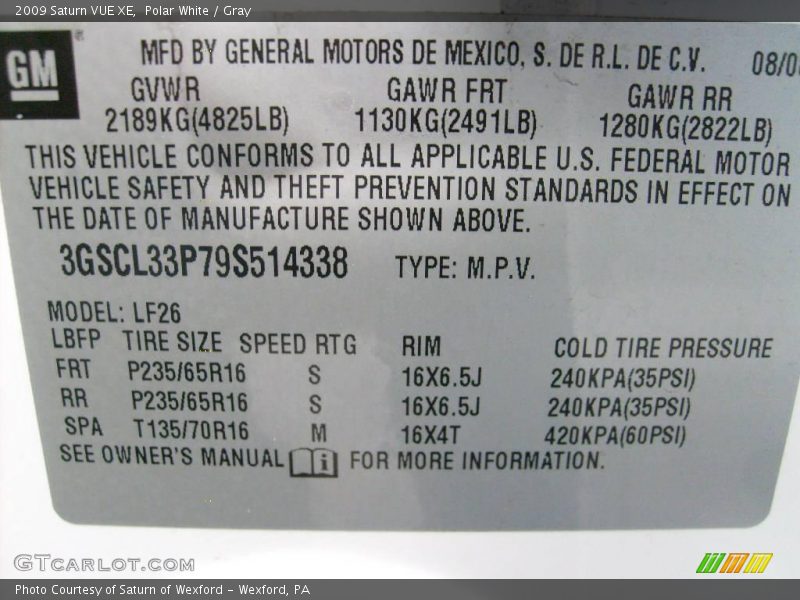 2009 Saturn VUE XE, Polar White / Gray
GM
MFD BY GENERAL MOTORS DE MEXICO, S. DE R.L. DE C.V. 08/0
GVWR GAWR FRT GAWR RR
2189KG(4825LB) 1130KG(2491LB) 1280KG(2822LB)
THIS VEHICLE CONFORMS TO ALL APPLICABLE U.S. FEDERAL MOTOR
VEHICLE SAFETY AND THEFT PREVENTION STANDARDS IN EFFECT ON
THE DATE OF MANUFACTURE SHOWN ABOVE.
3GSCL33P79S514338 TYPE: M.P.V.
MODEL: LF26
LBFP TIRE SIZE SPEED RTG RIM COLD TIRE PRESSURE
FRT P235/65R16 S 16X6.5J 240KPA(35PSI)
RR P235/65R16 S 16X6.5J 240KPA(35PSI)
SPA T135/70R16 M 16X4T 420KPA(60PSI)
SEE OWNER'S MANUAL FOR MORE INFORMATION.
GTCARLOT.COM
Photo Courtesy of Saturn of Wexford - Wexford, PA